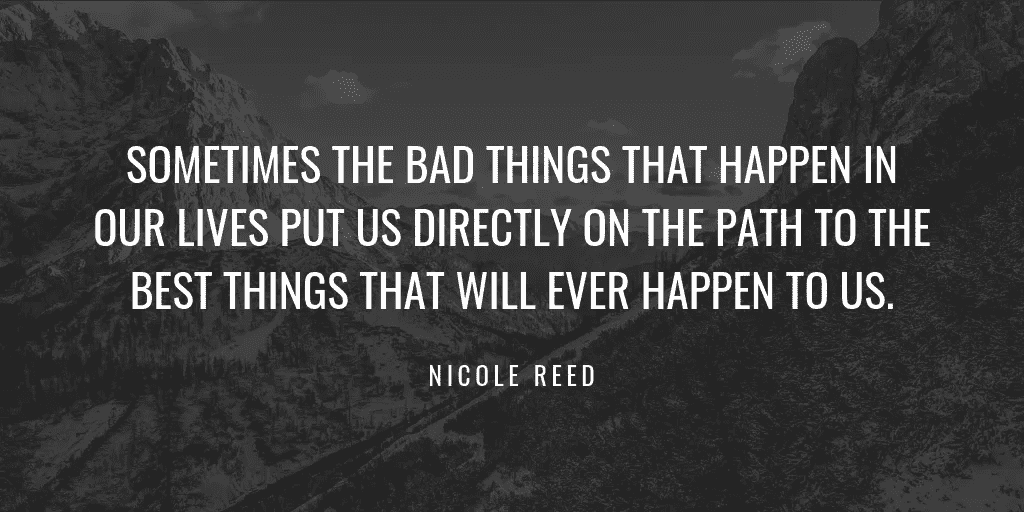 SOMETIMES THE BAD THINGS THAT HAPPEN IN
OUR LIVES PUT US DIRECTLY ON THE PATH TO THE
BEST THINGS THAT WILL EVER HAPPEN TO US.
NICOLE REED